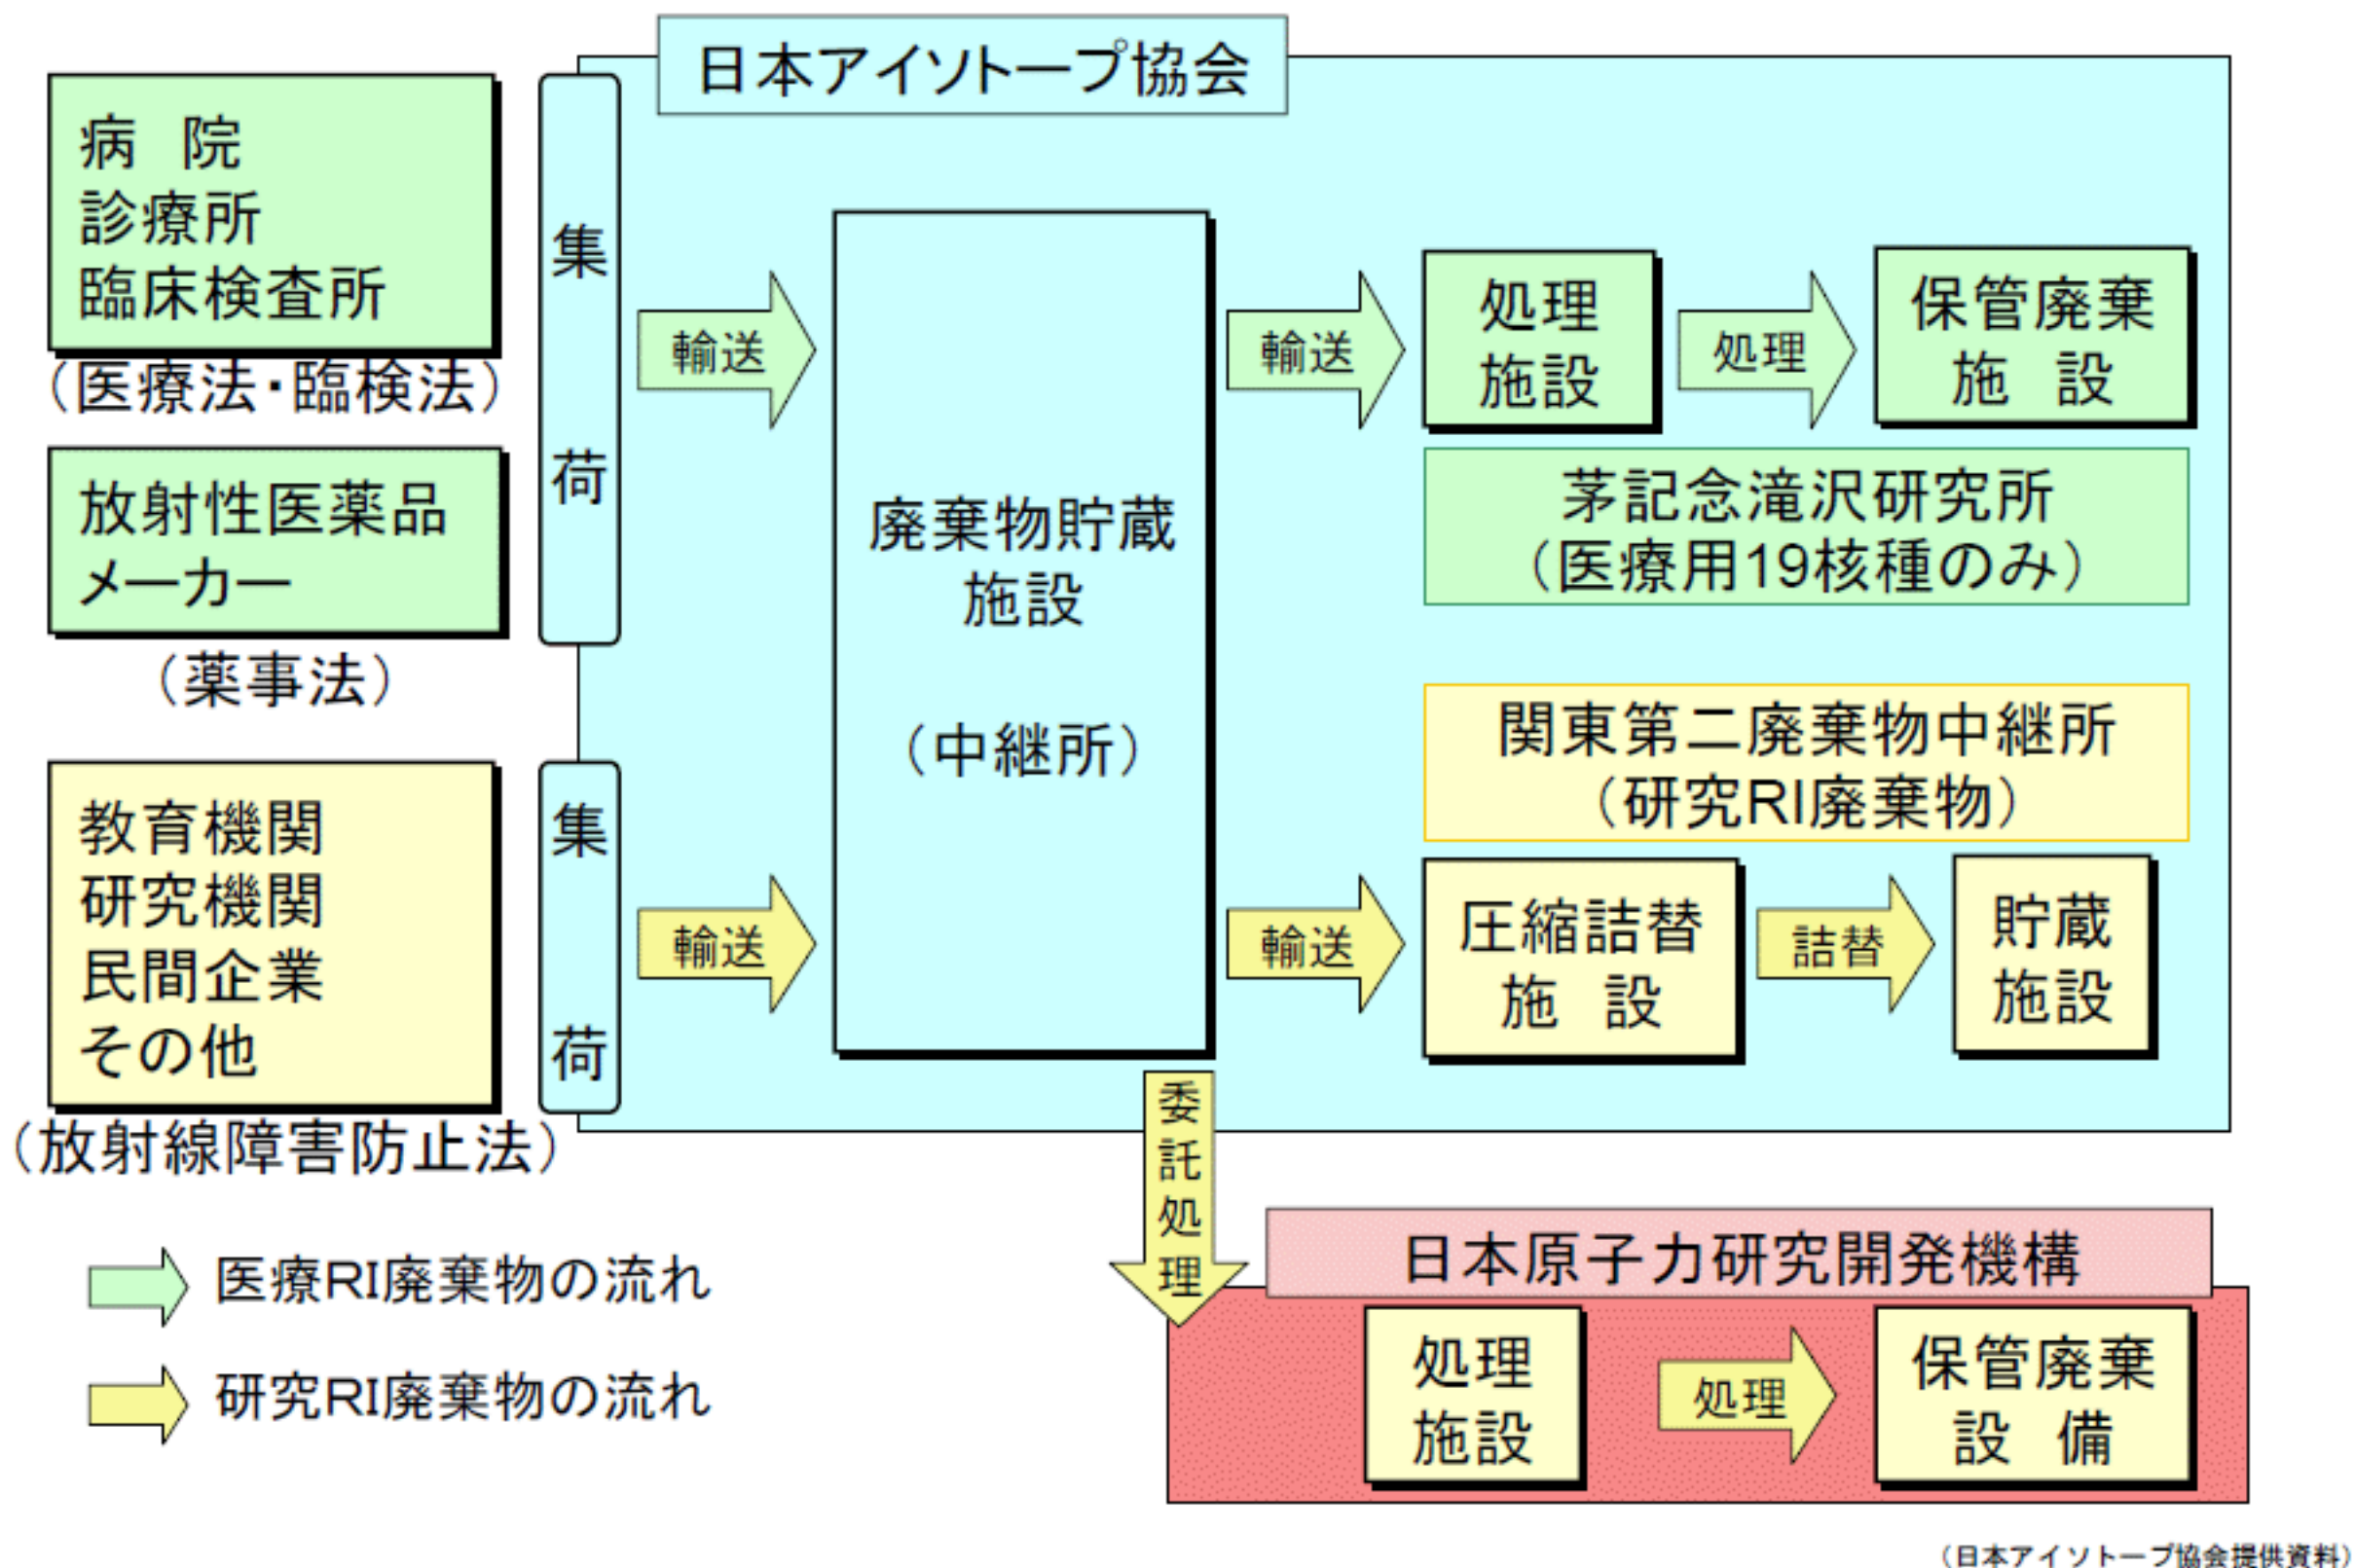 日本アイソトープ協会
病　院
診療所
臨床検査所
（医療法・臨検法）
放射性医薬品
メーカー
（薬事法）
教育機関
研究機関
民間企業
その他
（放射線障害防止法）
集
荷
集
荷
輸送
輸送
廃棄物貯蔵
施設
（中継所）
輸送
処理
施設
処理
保管廃棄
施　設
茅記念滝沢研究所
（医療用19核種のみ）
関東第二廃棄物中継所
（研究RI廃棄物）
輸送
圧縮詰替
施　設
詰替
貯蔵
施設
委
託
処
理
日本原子力研究開発機構
処理
施設
処理
保管廃棄
設　備
医療RI廃棄物の流れ
研究RI廃棄物の流れ
（日本アイソトープ協会提供資料）